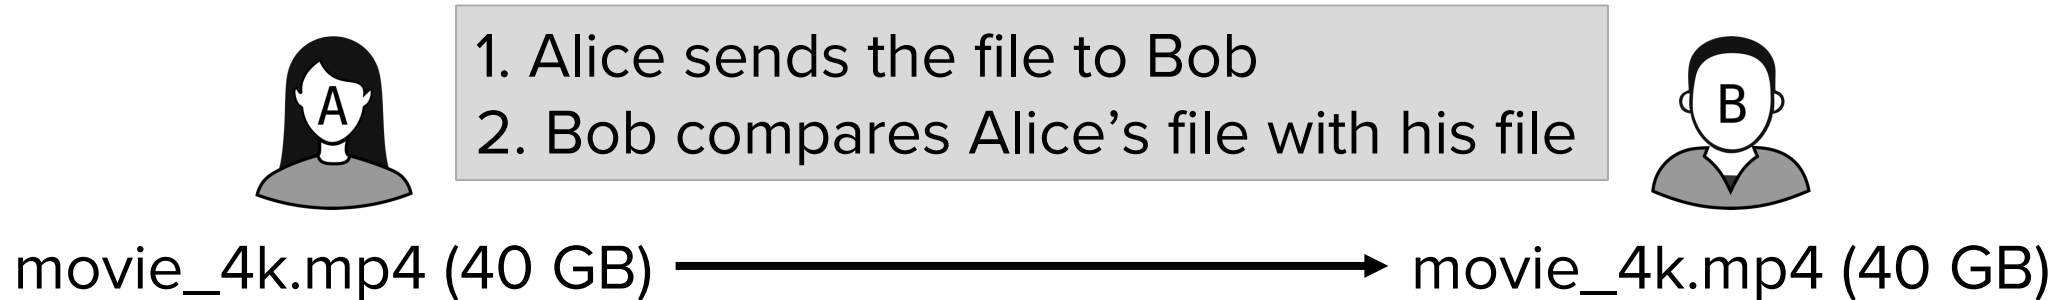 1. Alice sends the file to Bob
2. Bob compares Alice’s file with his file
A
B
movie_4k.mp4 (40 GB)
movie_4k.mp4 (40 GB)